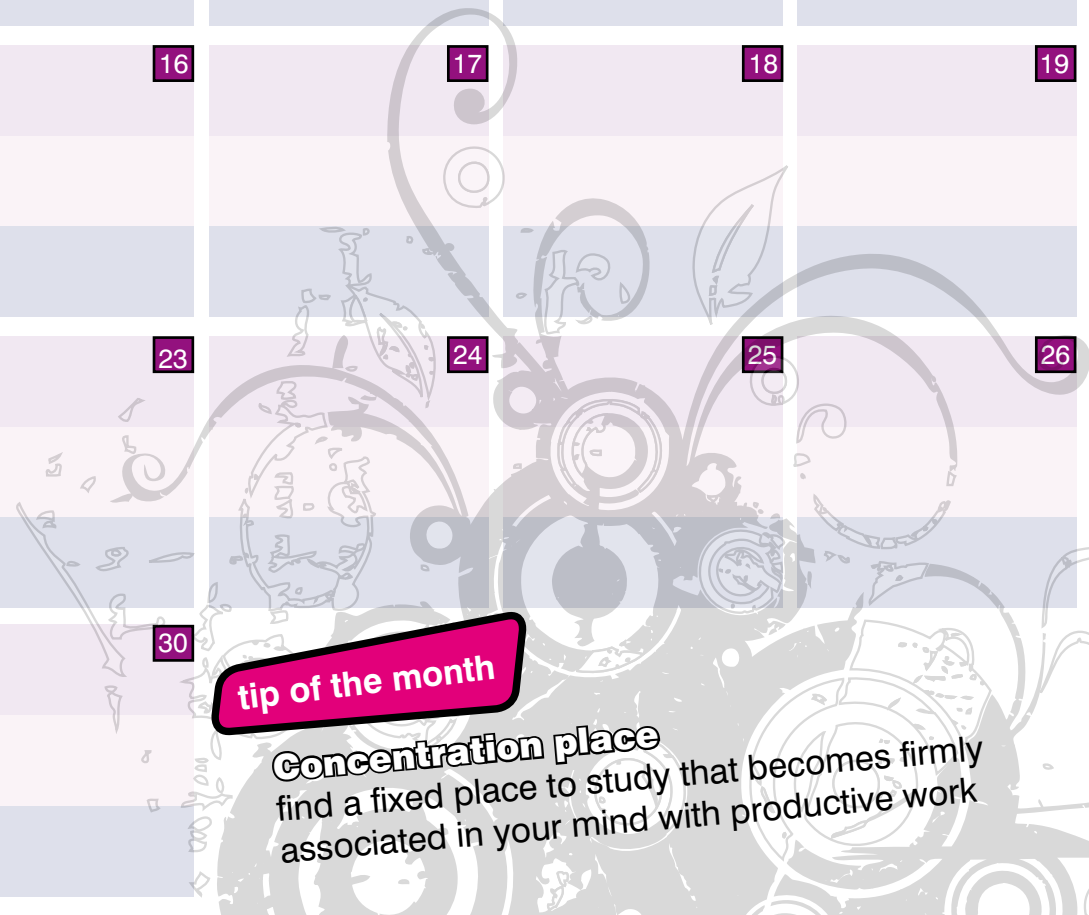 16
17
18
19
23
24
25
26
30
tip of the month
Concentration place
find a fixed place to study that becomes firmly
associated in your mind with productive work